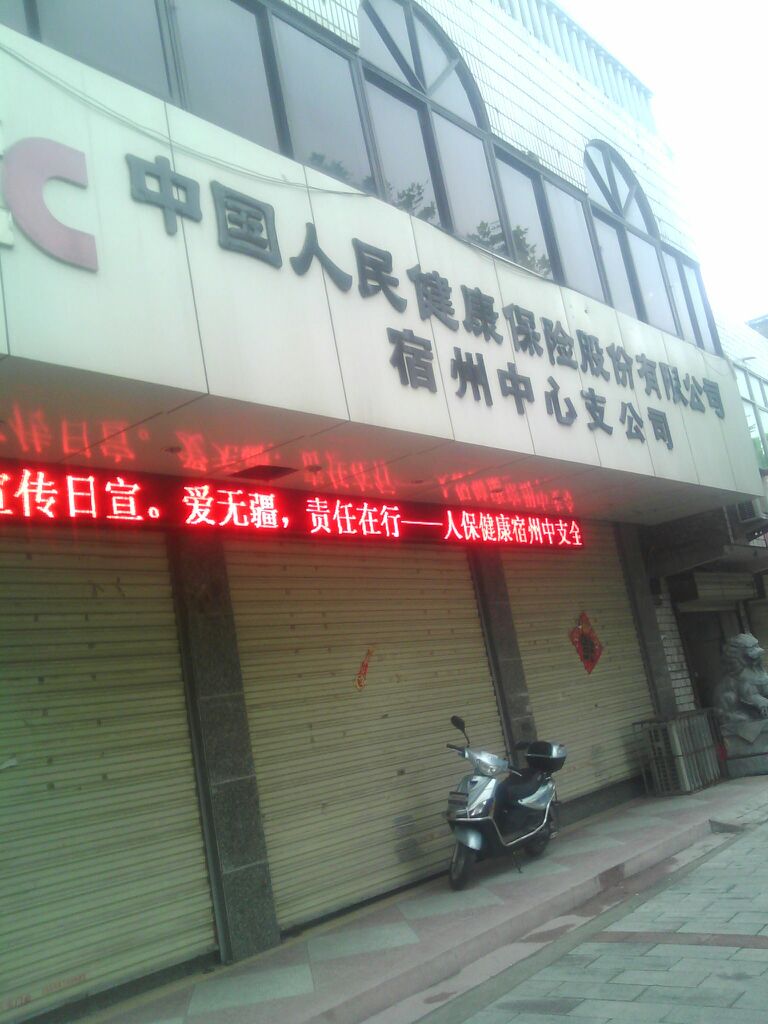 C
中国人民健康保险股份有限公司
宿州中心支公司
宣传日宣。爱无疆，责任在行——人保健康宿州中支全